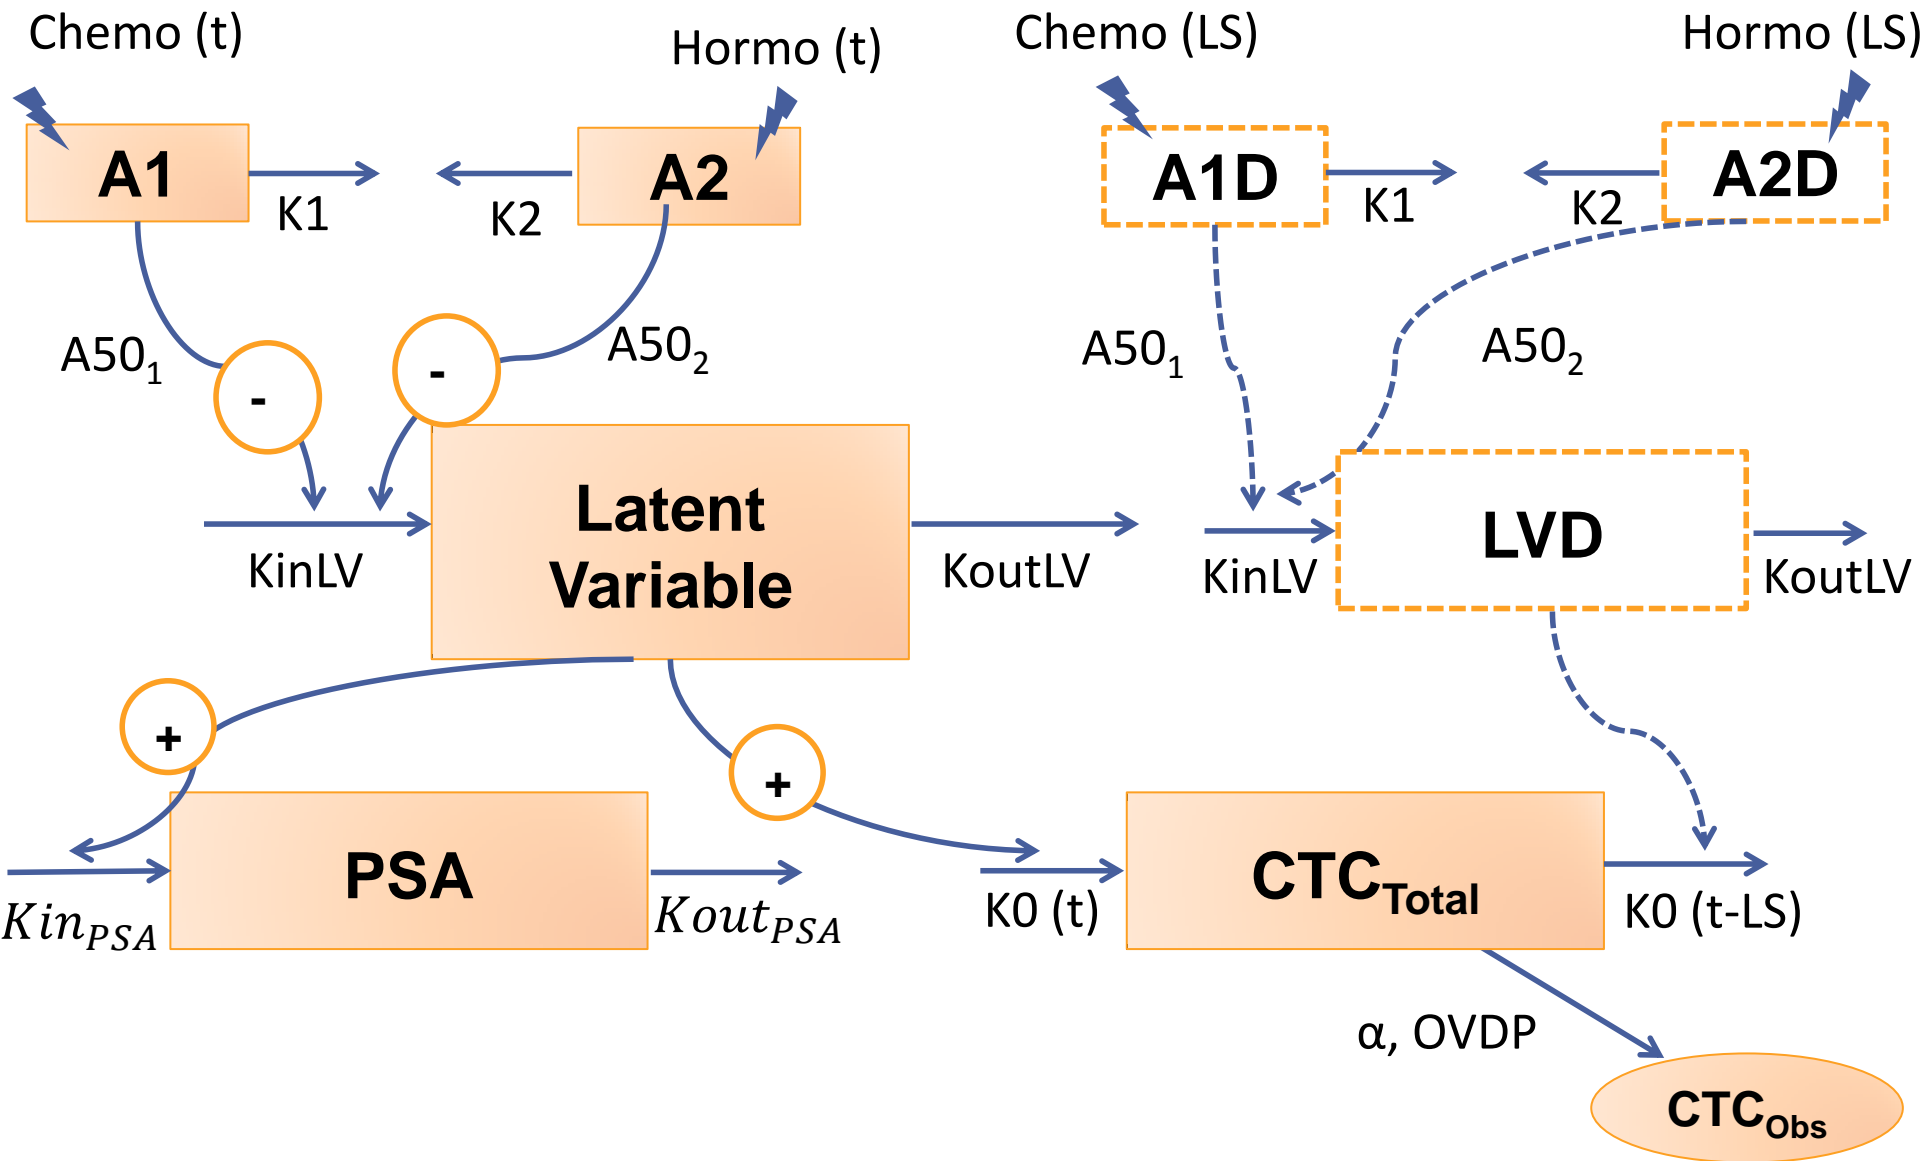 Chemo (t)
Hormo (t)
Chemo (LS)
Hormo (LS)
A1
A2
A1D
A2D
K1
K2
K1
K2
A50₁
A50₂
A50₁
A50₂
-
-
Latent
Variable
LVD
KinLV
KoutLV
KinLV
KoutLV
+
+
PSA
CTC_Total
Kin_PSA
Kout_PSA
K0 (t)
K0 (t-LS)
α, OVDP
CTC_Obs